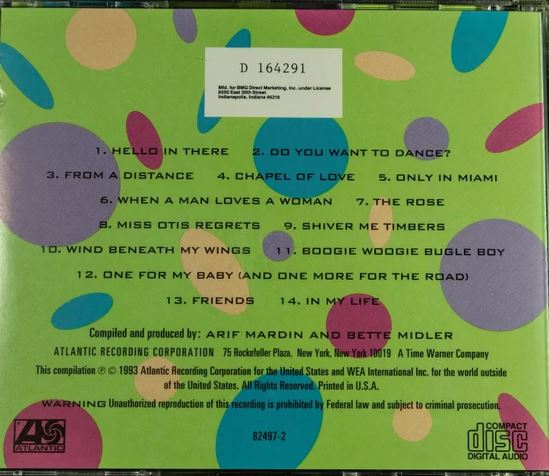 D 164291
Mfd. for BMG Direct Marketing, Inc. under License
6550 East 30th Street
Indianapolis, Indiana 46219
1. HELLO IN THERE 2. DO YOU WANT TO DANCE?
3. FROM A DISTANCE 4. CHAPEL OF LOVE 5. ONLY IN MIAMI
6. WHEN A MAN LOVES A WOMAN 7. THE ROSE
8. MISS OTIS REGRETS 9. SHIVER ME TIMBERS
10. WIND BENEATH MY WINGS 11. BOOGIE WOOGIE BUGLE BOY
12. ONE FOR MY BABY (AND ONE MORE FOR THE ROAD)
13. FRIENDS 14. IN MY LIFE
Compiled and produced by: ARIF MARDIN AND BETTE MIDLER
ATLANTIC RECORDING CORPORATION 75 Rockefeller Plaza, New York, New York 10019 A Time Warner Company
This compilation ℗ © 1993 Atlantic Recording Corporation for the United States and WEA International Inc. for the world outside
of the United States. All Rights Reserved. Printed in U.S.A.
WARNING Unauthorized reproduction of this recording is prohibited by Federal law and subject to criminal prosecution.
ATLANTIC
82497-2
COMPACT
disc
DIGITAL AUDIO